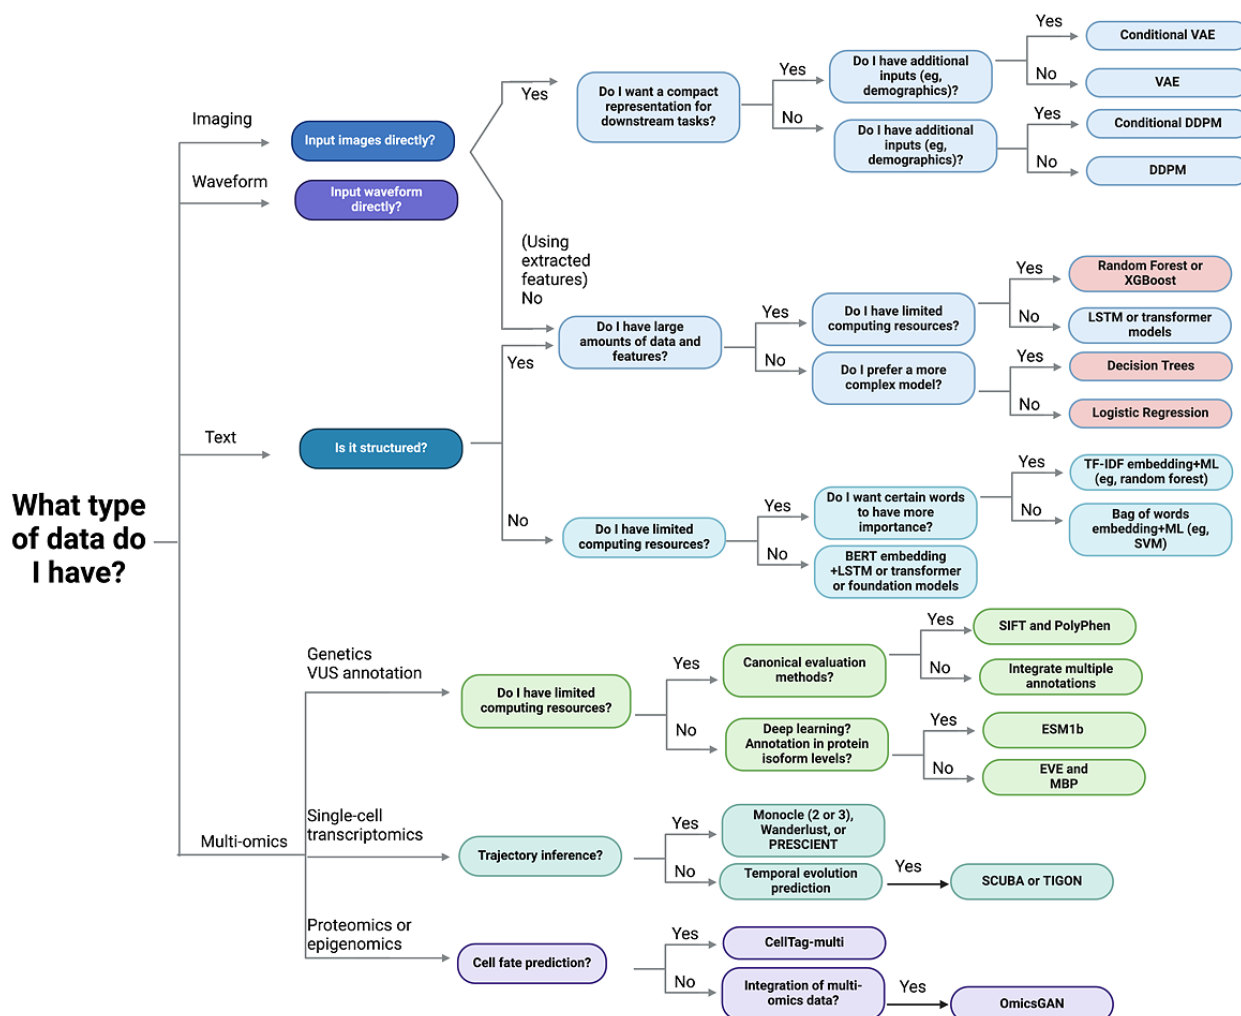 What type
of data do
I have?
Imaging
Waveform
Text
Multi-omics
Input images directly?
Input waveform
directly?
Yes
(Using
extracted
features)
No
Do I want a compact
representation for
downstream tasks?
Yes
No
Do I have additional
inputs (eg,
demographics)?
Do I have additional
inputs (eg,
demographics)?
Yes
No
Conditional VAE
VAE
Yes
No
Conditional DDPM
DDPM
Is it structured?
Yes
No
Do I have large
amounts of data and
features?
Yes
No
Do I have limited
computing resources?
Do I prefer a more
complex model?
Yes
No
Random Forest or
XGBoost
LSTM or transformer
models
Yes
No
Decision Trees
Logistic Regression
Do I have limited
computing resources?
Yes
No
Do I want certain words
to have more
importance?
BERT embedding
+LSTM or transformer
or foundation models
Yes
No
TF-IDF embedding+ML
(eg, random forest)
Bag of words
embedding+ML (eg,
SVM)
Genetics
VUS annotation
Do I have limited
computing resources?
Yes
No
Canonical evaluation
methods?
Deep learning?
Annotation in protein
isoform levels?
Yes
No
SIFT and PolyPhen
Integrate multiple
annotations
Yes
No
ESM1b
EVE and
MBP
Single-cell
transcriptomics
Trajectory inference?
Yes
No
Monocle (2 or 3),
Wanderlust, or
PRESCIENT
Temporal evolution
prediction
Yes
SCUBA or TIGON
Proteomics or
epigenomics
Cell fate prediction?
Yes
No
CellTag-multi
Integration of multi-
omics data?
Yes
OmicsGAN